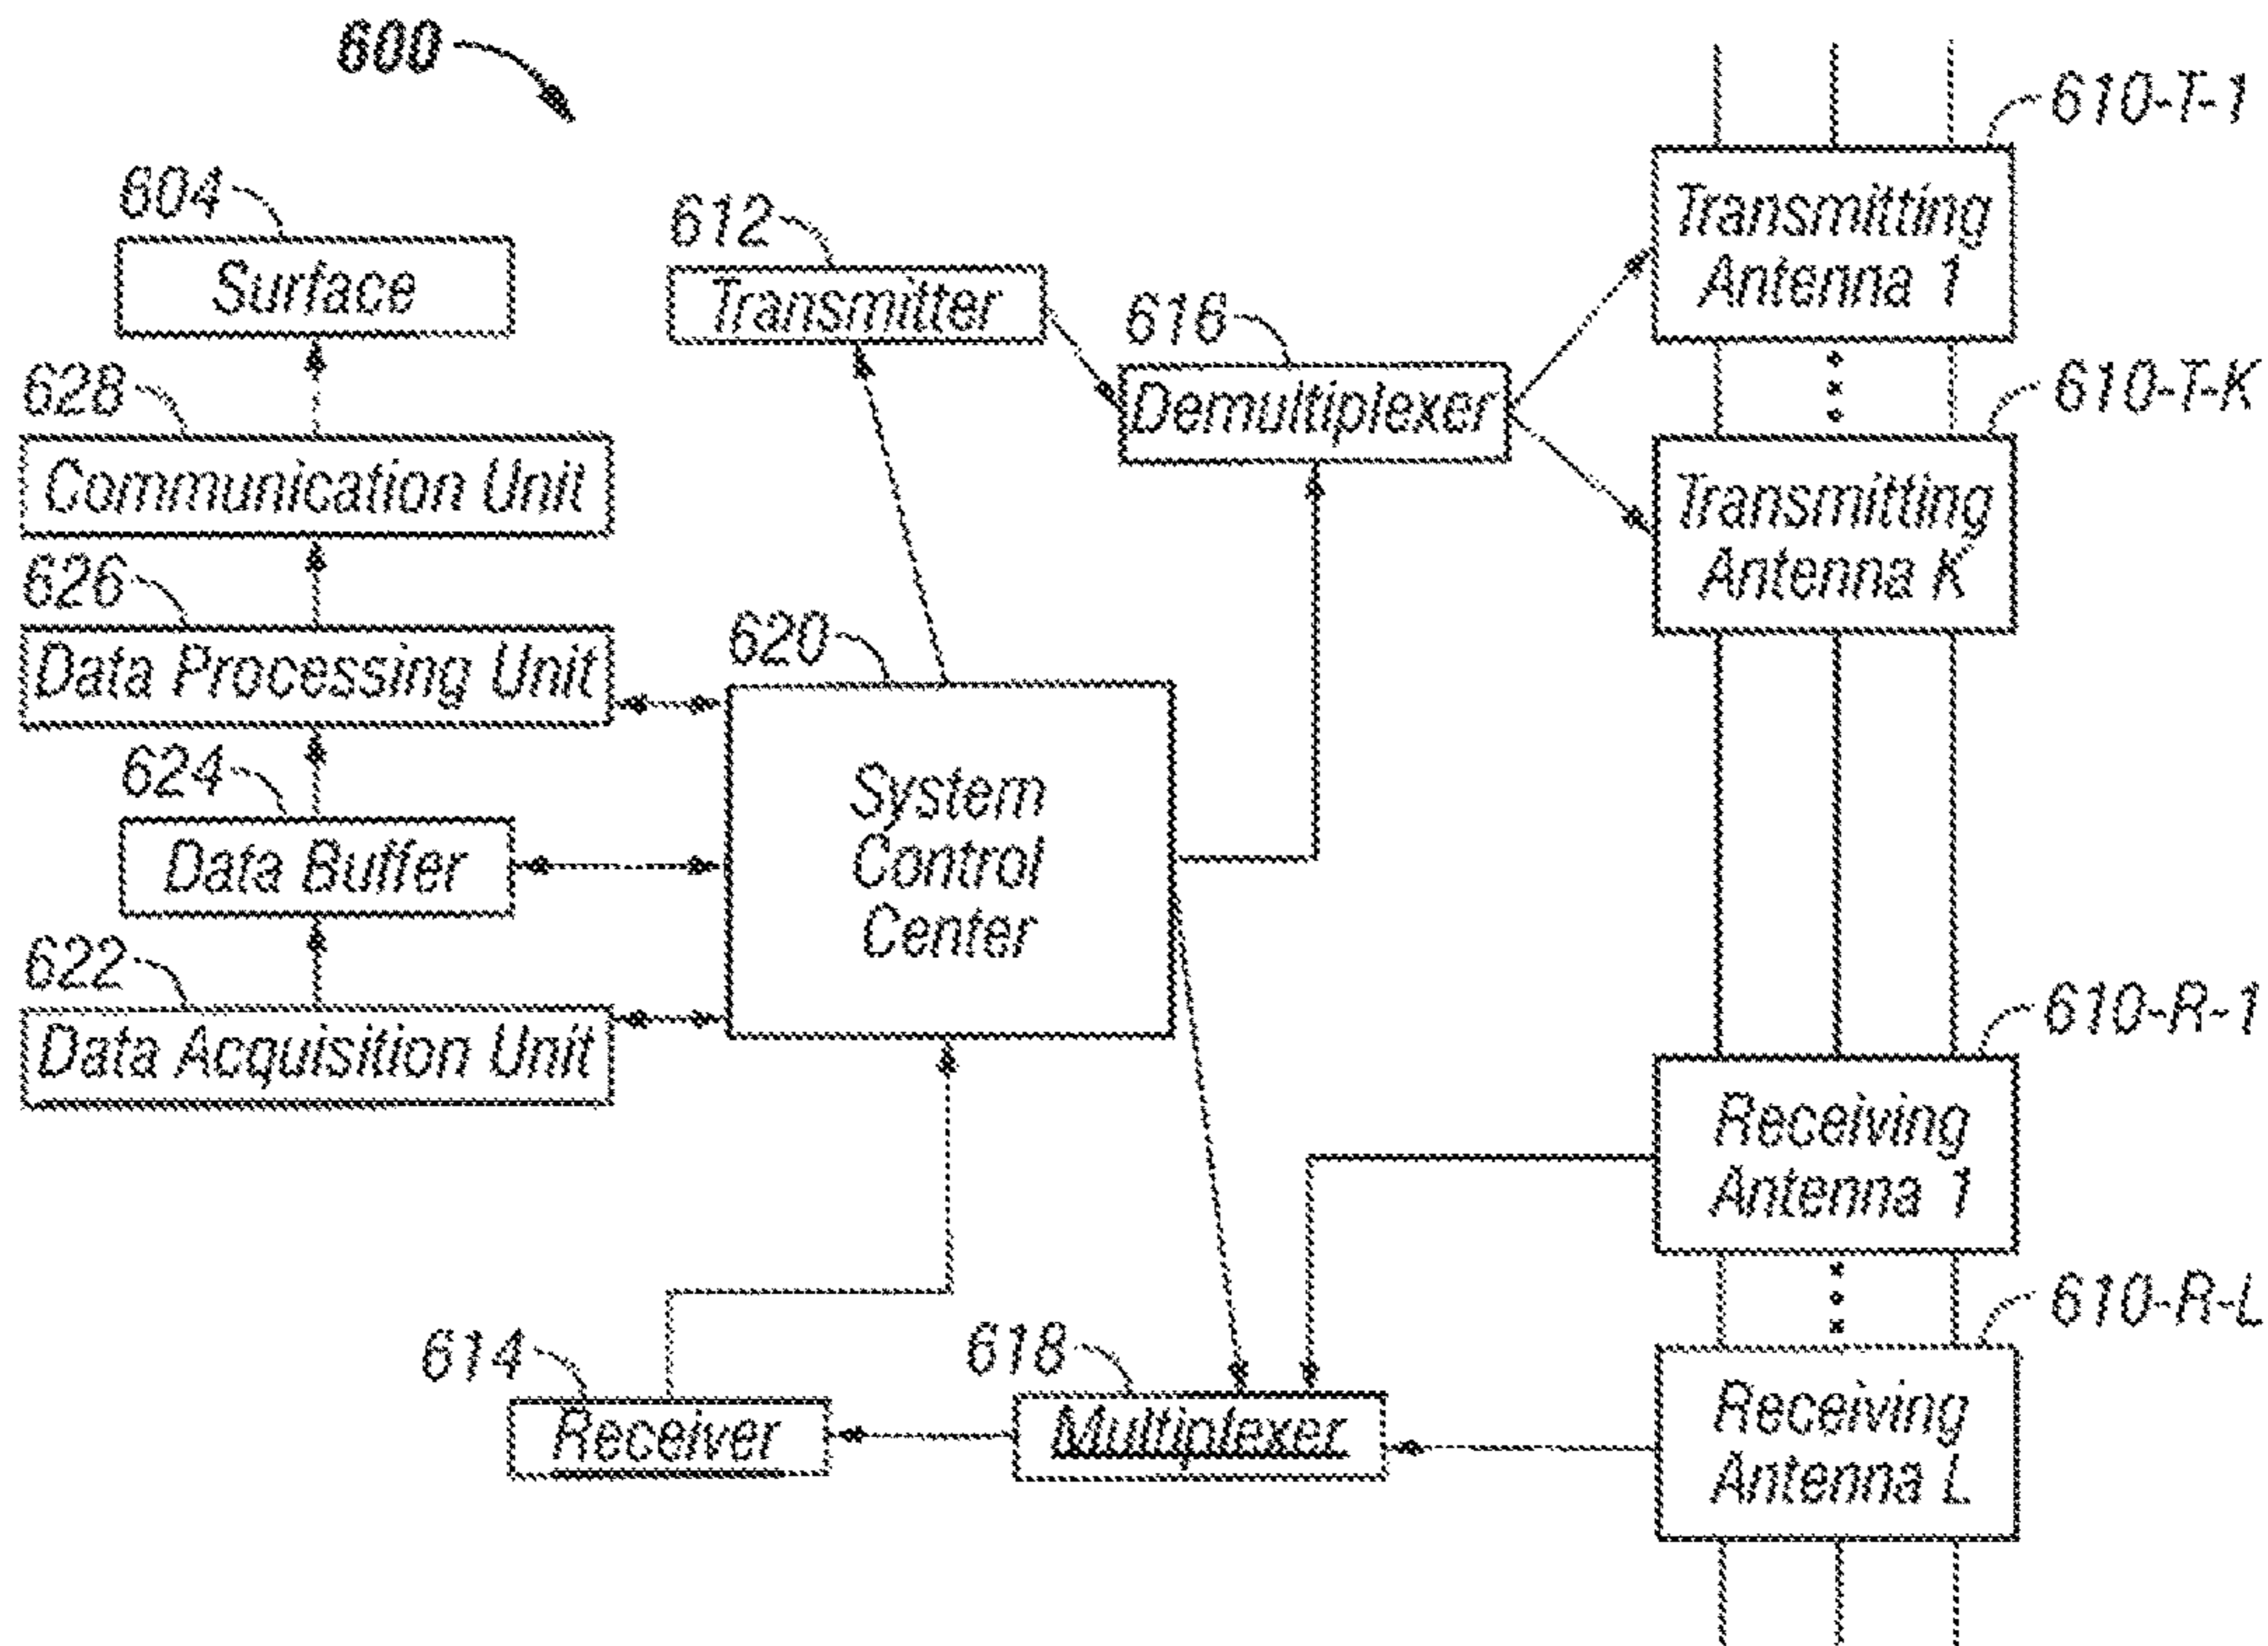 600
610-T-1
604
612
Transmitting
Antenna 1
Surface
Transmitter
616
628
Demultiplexer
610-T-K
Communication Unit
Transmitting
Antenna K
626
Data Processing Unit
620
624
System
Control
Center
Data Buffer
622
Data Acquisition Unit
610-R-1
Receiving
Antenna 1
614
618
610-R-L
Receiver
Multiplexer
Receiving
Antenna L